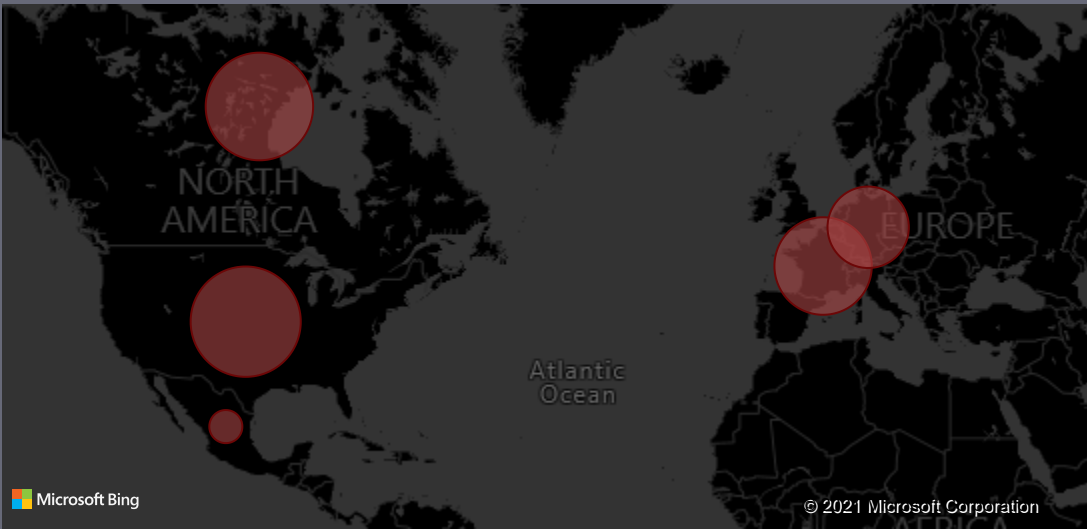 NORTH
AMERICA
EUROPE
Atlantic
Ocean
Microsoft Bing
© 2021 Microsoft Corporation